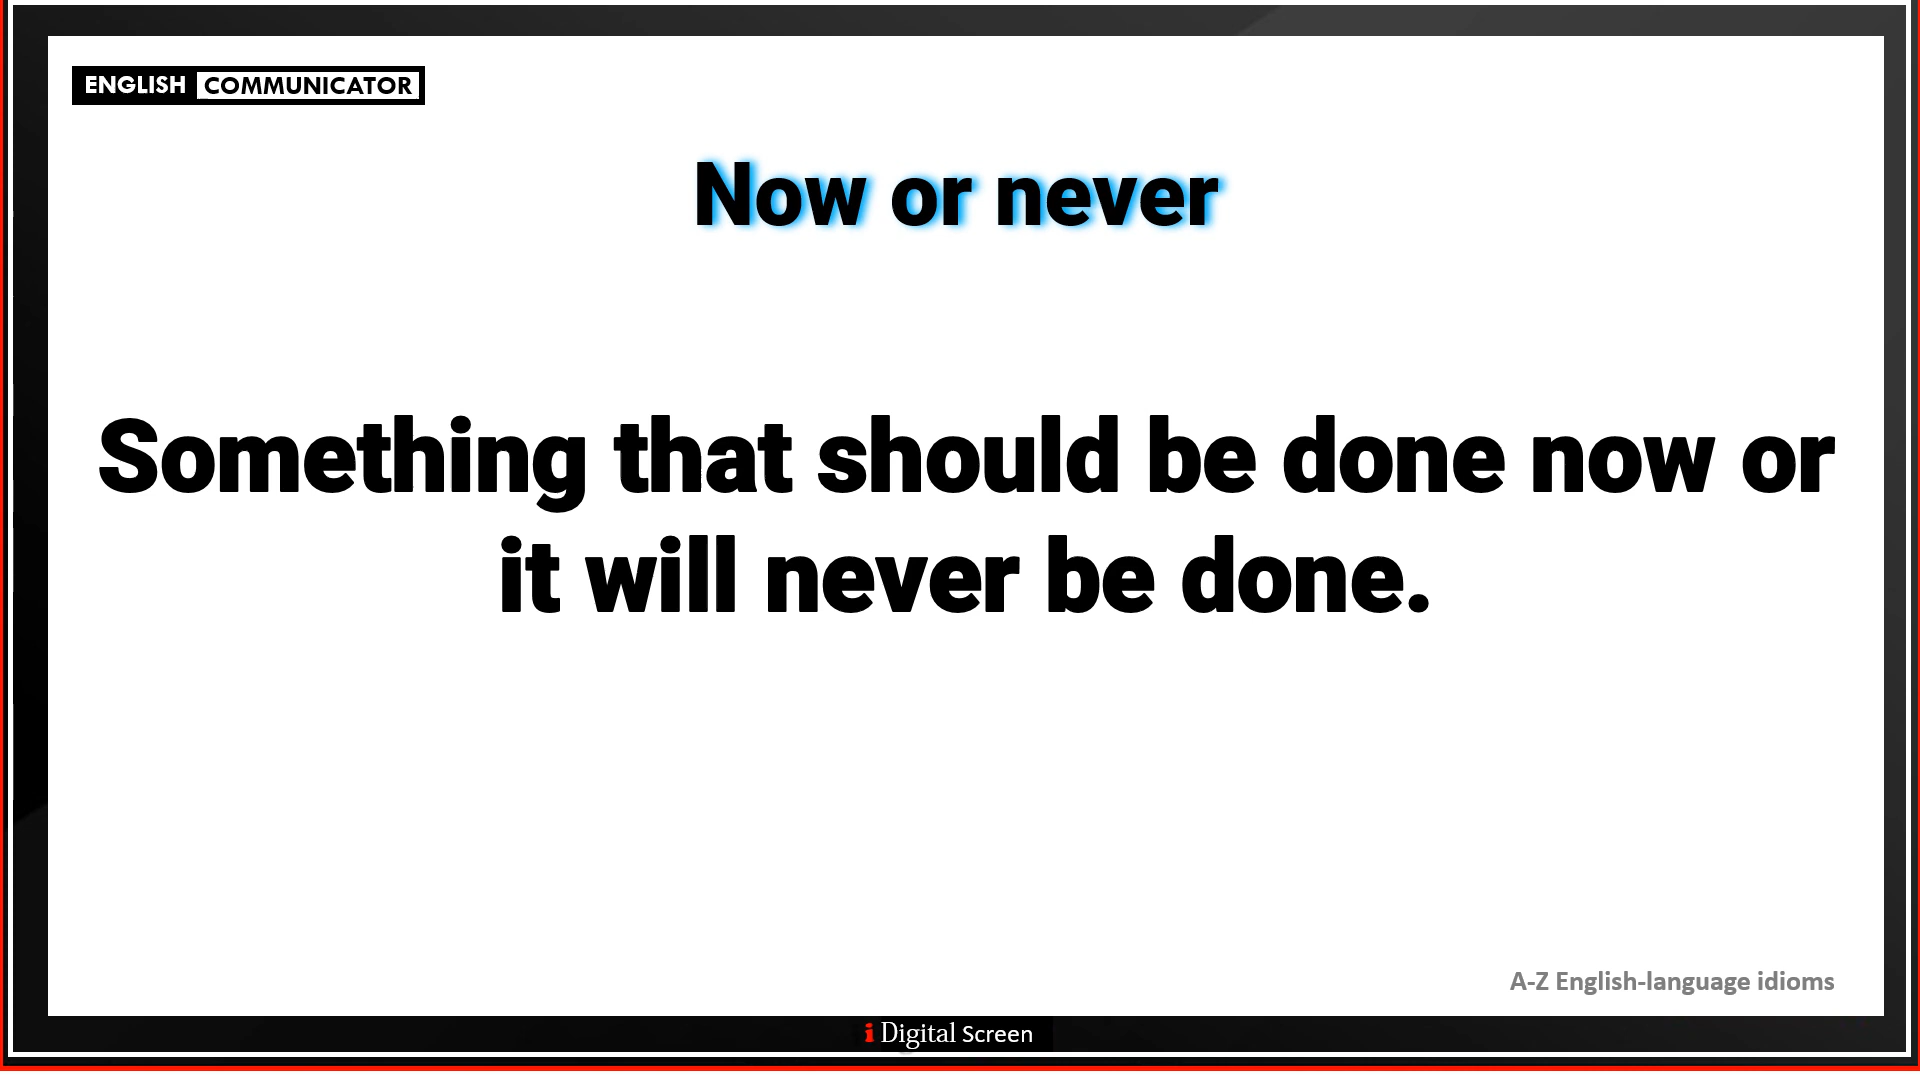 ENGLISH COMMUNICATOR
Now or never
Something that should be done now or
it will never be done.
A-Z English-language idioms
i Digital Screen